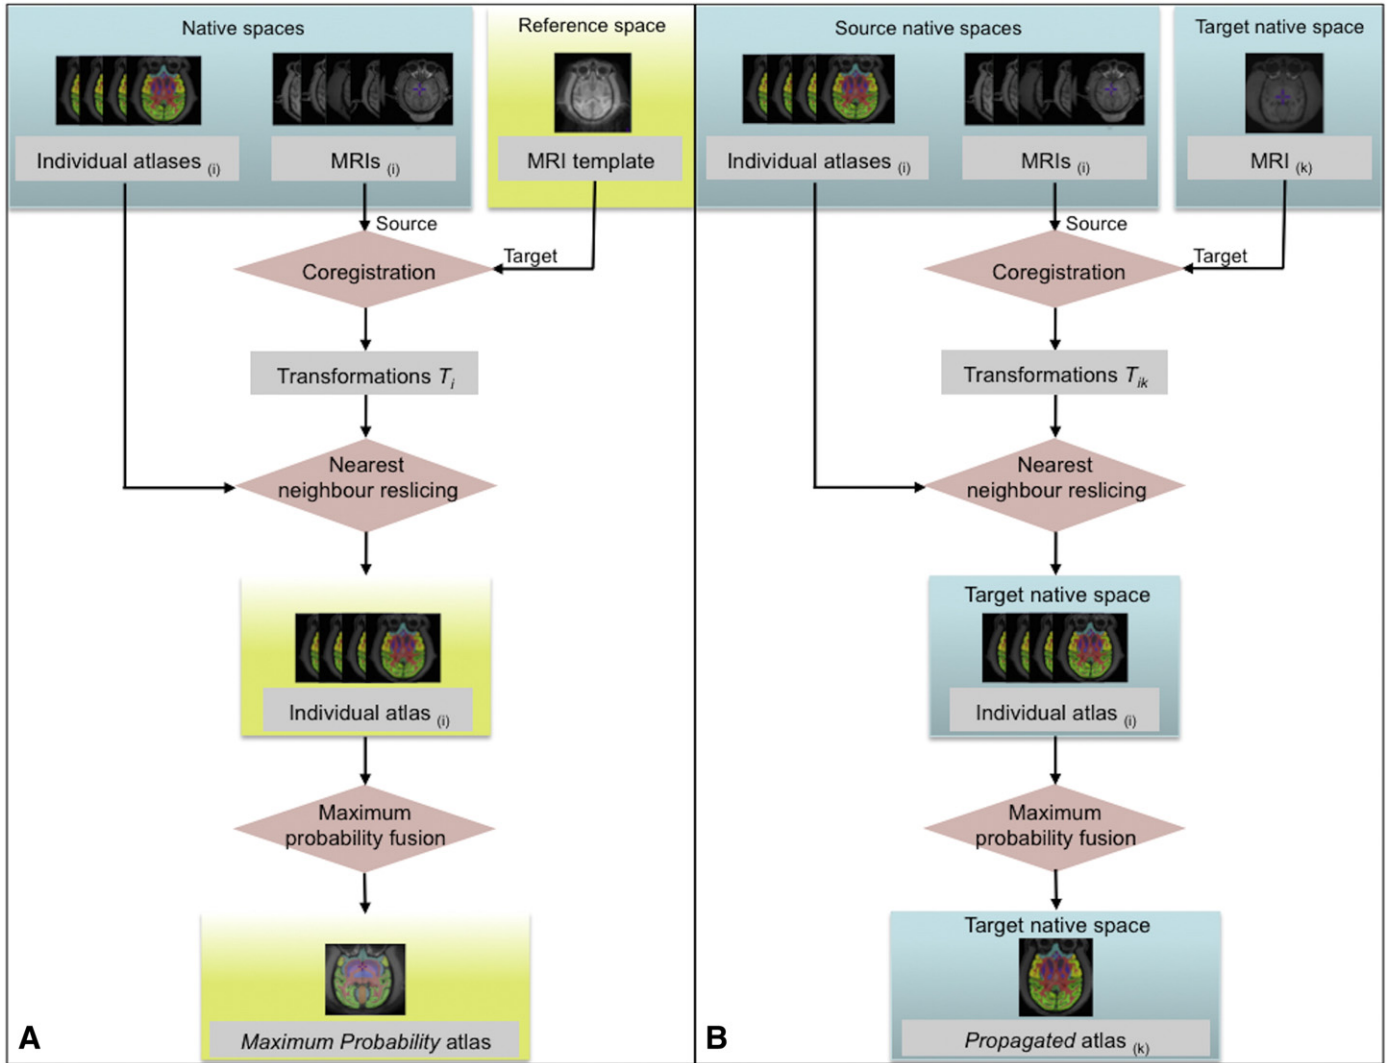 Native spaces
Reference space
Individual atlases (i)
MRIs (i)
MRI template
Source
Coregistration
Target
Transformations Ti
Nearest
neighbour reslicing
Individual atlas (i)
Maximum
probability fusion
Maximum Probability atlas
A
Source native spaces
Target native space
Individual atlases (i)
MRIs (i)
MRI (k)
Source
Coregistration
Target
Transformations Tik
Nearest
neighbour reslicing
Target native space
Individual atlas (i)
Maximum
probability fusion
Target native space
Propagated atlas (k)
B